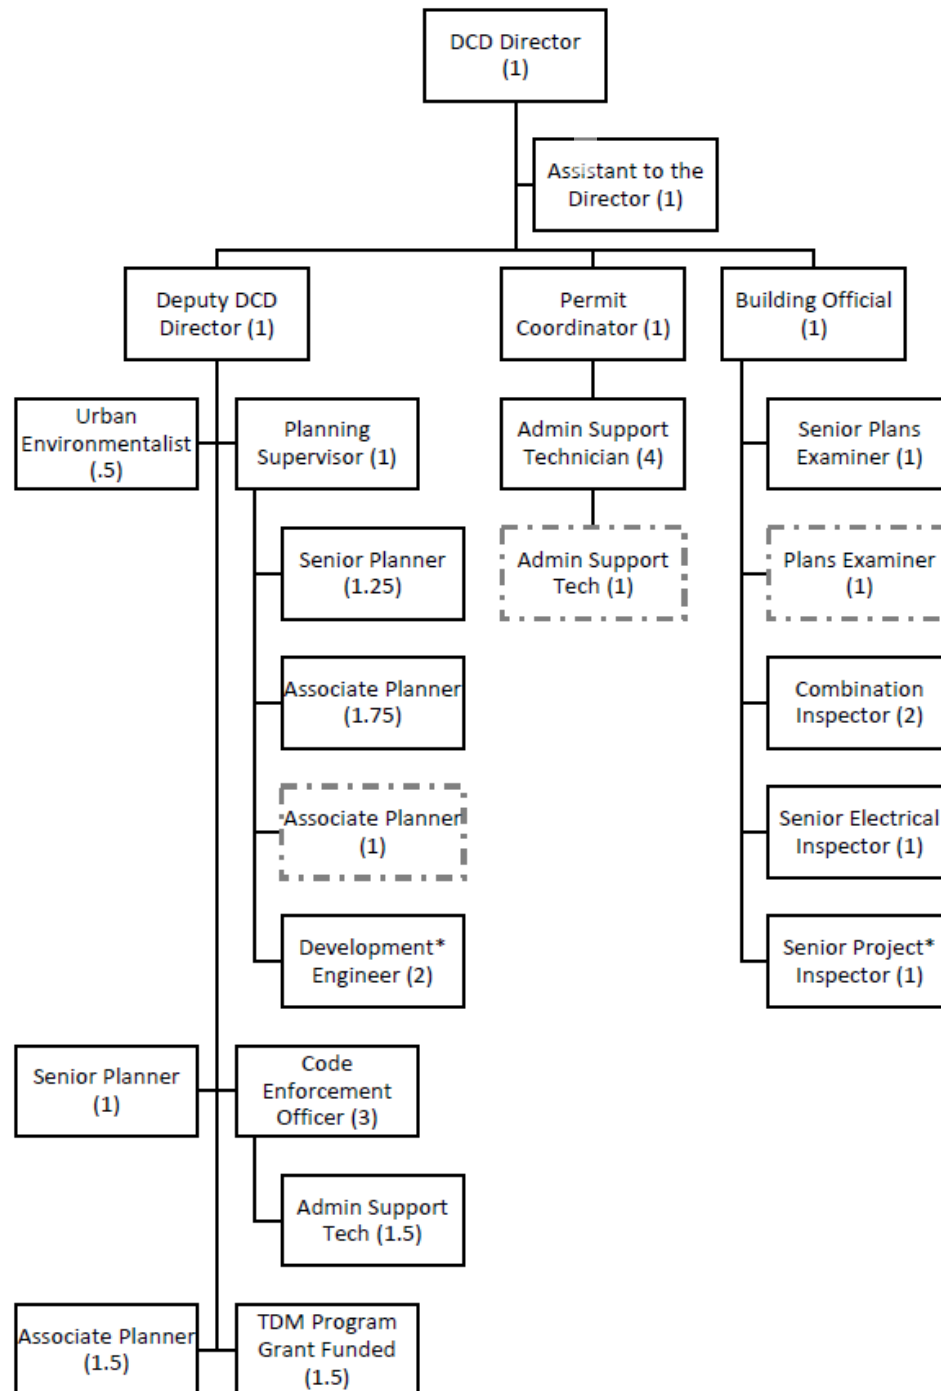 DCD Director
(1)
Assistant to the
Director (1)
Deputy DCD
Director (1)
Permit
Coordinator (1)
Building Official
(1)
Urban
Environmentalist
(.5)
Planning
Supervisor (1)
Admin Support
Technician (4)
Senior Plans
Examiner (1)
Senior Planner
(1.25)
Admin Support
Tech (1)
Plans Examiner
(1)
Associate Planner
(1.75)
Combination
Inspector (2)
Associate Planner
(1)
Senior Electrical
Inspector (1)
Development*
Engineer (2)
Senior Project*
Inspector (1)
Senior Planner
(1)
Code
Enforcement
Officer (3)
Admin Support
Tech (1.5)
Associate Planner
(1.5)
TDM Program
Grant Funded
(1.5)